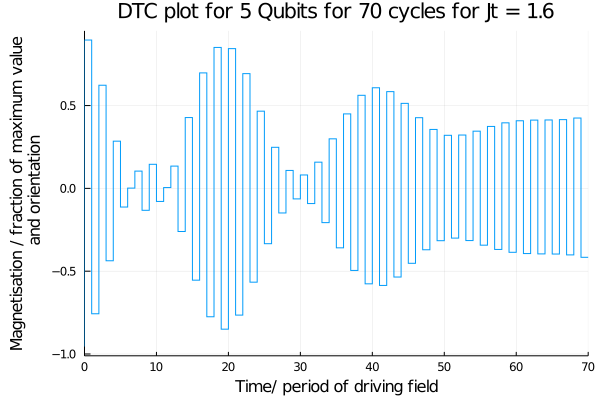 DTC plot for 5 Qubits for 70 cycles for Jt = 1.6
Magnetisation / fraction of maximum value
and orientation
0.5
0.0
−0.5
−1.0
0 10 20 30 40 50 60 70
Time/ period of driving field